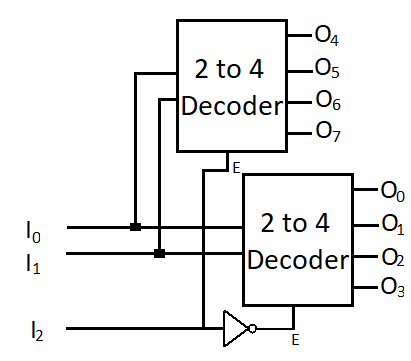 2 to 4
Decoder
O4
O5
O6
O7
E
2 to 4
Decoder
O0
O1
O2
O3
E
I0
I1
I2